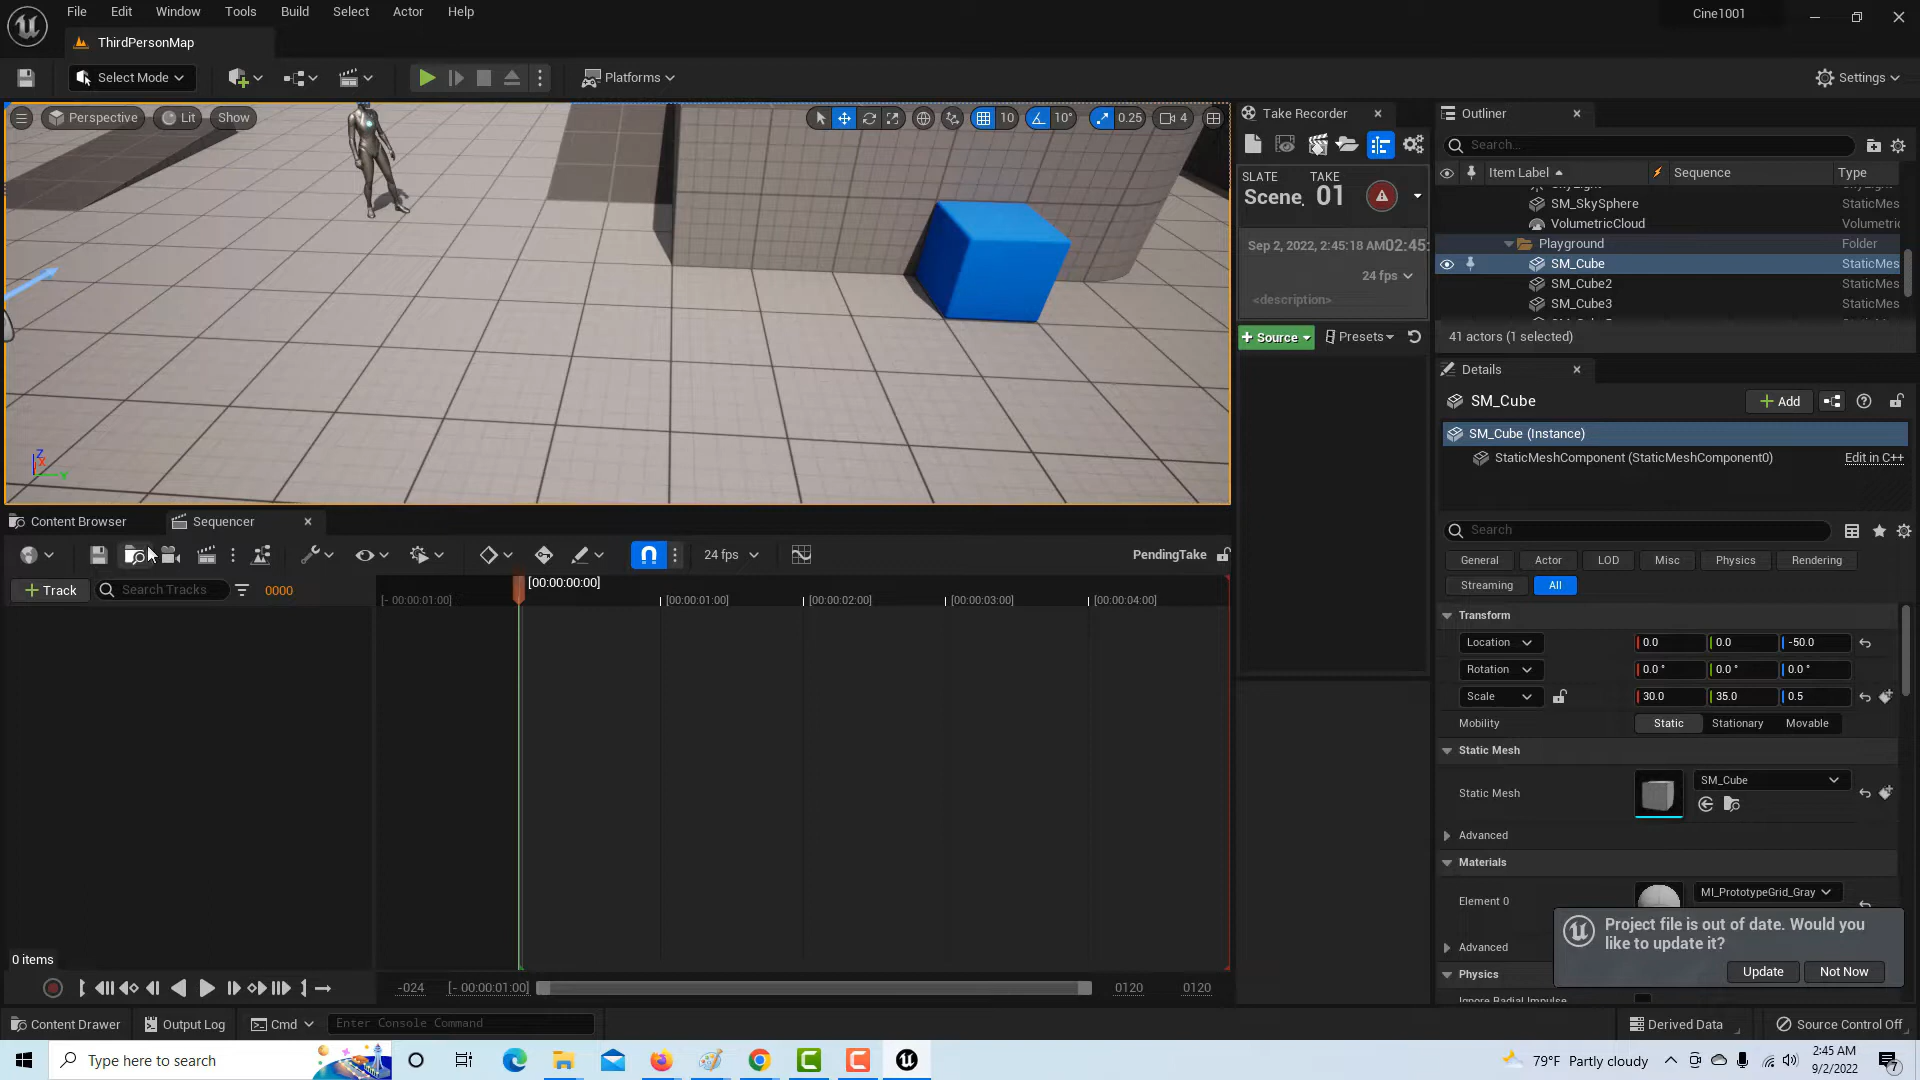 File Edit Window Tools Build Select Actor Help
Cine1001
ThirdPersonMap
Select Mode
Platforms
Settings
Perspective Lit Show
10 10° 0.25 4
Take Recorder
SLATE TAKE
Scene. 01
Sep 2, 2022, 2:45:18 AM 02:45:
24 fps
<description>
+ Source Presets
Outliner
Search...
Item Label Sequence Type
SM_SkySphere StaticMes
VolumetricCloud Volumetric
Playground Folder
SM_Cube StaticMes
SM_Cube2 StaticMes
SM_Cube3 StaticMes
41 actors (1 selected)
Details
SM_Cube
+ Add
SM_Cube (Instance)
StaticMeshComponent (StaticMeshComponent0) Edit in C++
Search
General Actor LOD Misc Physics Rendering
Streaming All
Transform
Location 0.0 0.0 -50.0
Rotation 0.0 ° 0.0 ° 0.0 °
Scale 30.0 35.0 0.5
Mobility Static Stationary Movable
Static Mesh
Static Mesh SM_Cube
Advanced
Materials
Element 0 MI_PrototypeGrid_Gray
Advanced
Physics
Ignore Radial Impulse
Project file is out of date. Would you
like to update it?
Update Not Now
Z
X
Y
Content Browser Sequencer
24 fps
PendingTake
+ Track Search Tracks 0000
[00:00:00:00]
[- 00:00:01:00] [00:00:01:00] [00:00:02:00] [00:00:03:00] [00:00:04:00]
0 items
-024 [- 00:00:01:00] 0120 0120
Content Drawer Output Log Cmd Enter Console Command Derived Data Source Control Off
Type here to search
79°F Partly cloudy
2:45 AM
9/2/2022
7